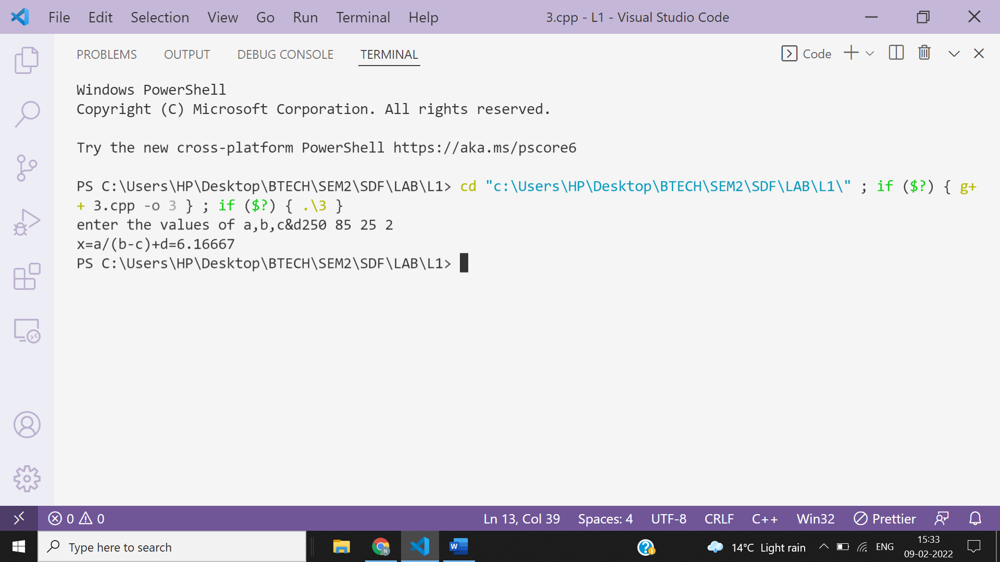 File Edit Selection View Go Run Terminal Help 3.cpp - L1 - Visual Studio Code
PROBLEMS OUTPUT DEBUG CONSOLE TERMINAL Code
Windows PowerShell
Copyright (C) Microsoft Corporation. All rights reserved.
Try the new cross-platform PowerShell https://aka.ms/pscore6
PS C:\Users\HP\Desktop\BTECH\SEM2\SDF\LAB\L1> cd "c:\Users\HP\Desktop\BTECH\SEM2\SDF\LAB\L1\" ; if ($?) { g+
+ 3.cpp -o 3 } ; if ($?) { .\3 }
enter the values of a,b,c&d250 85 25 2
x=a/(b-c)+d=6.16667
PS C:\Users\HP\Desktop\BTECH\SEM2\SDF\LAB\L1>
0 0 Ln 13, Col 39 Spaces: 4 UTF-8 CRLF C++ Win32 Prettier
Type here to search N W 14°C Light rain ENG 15:33
09-02-2022